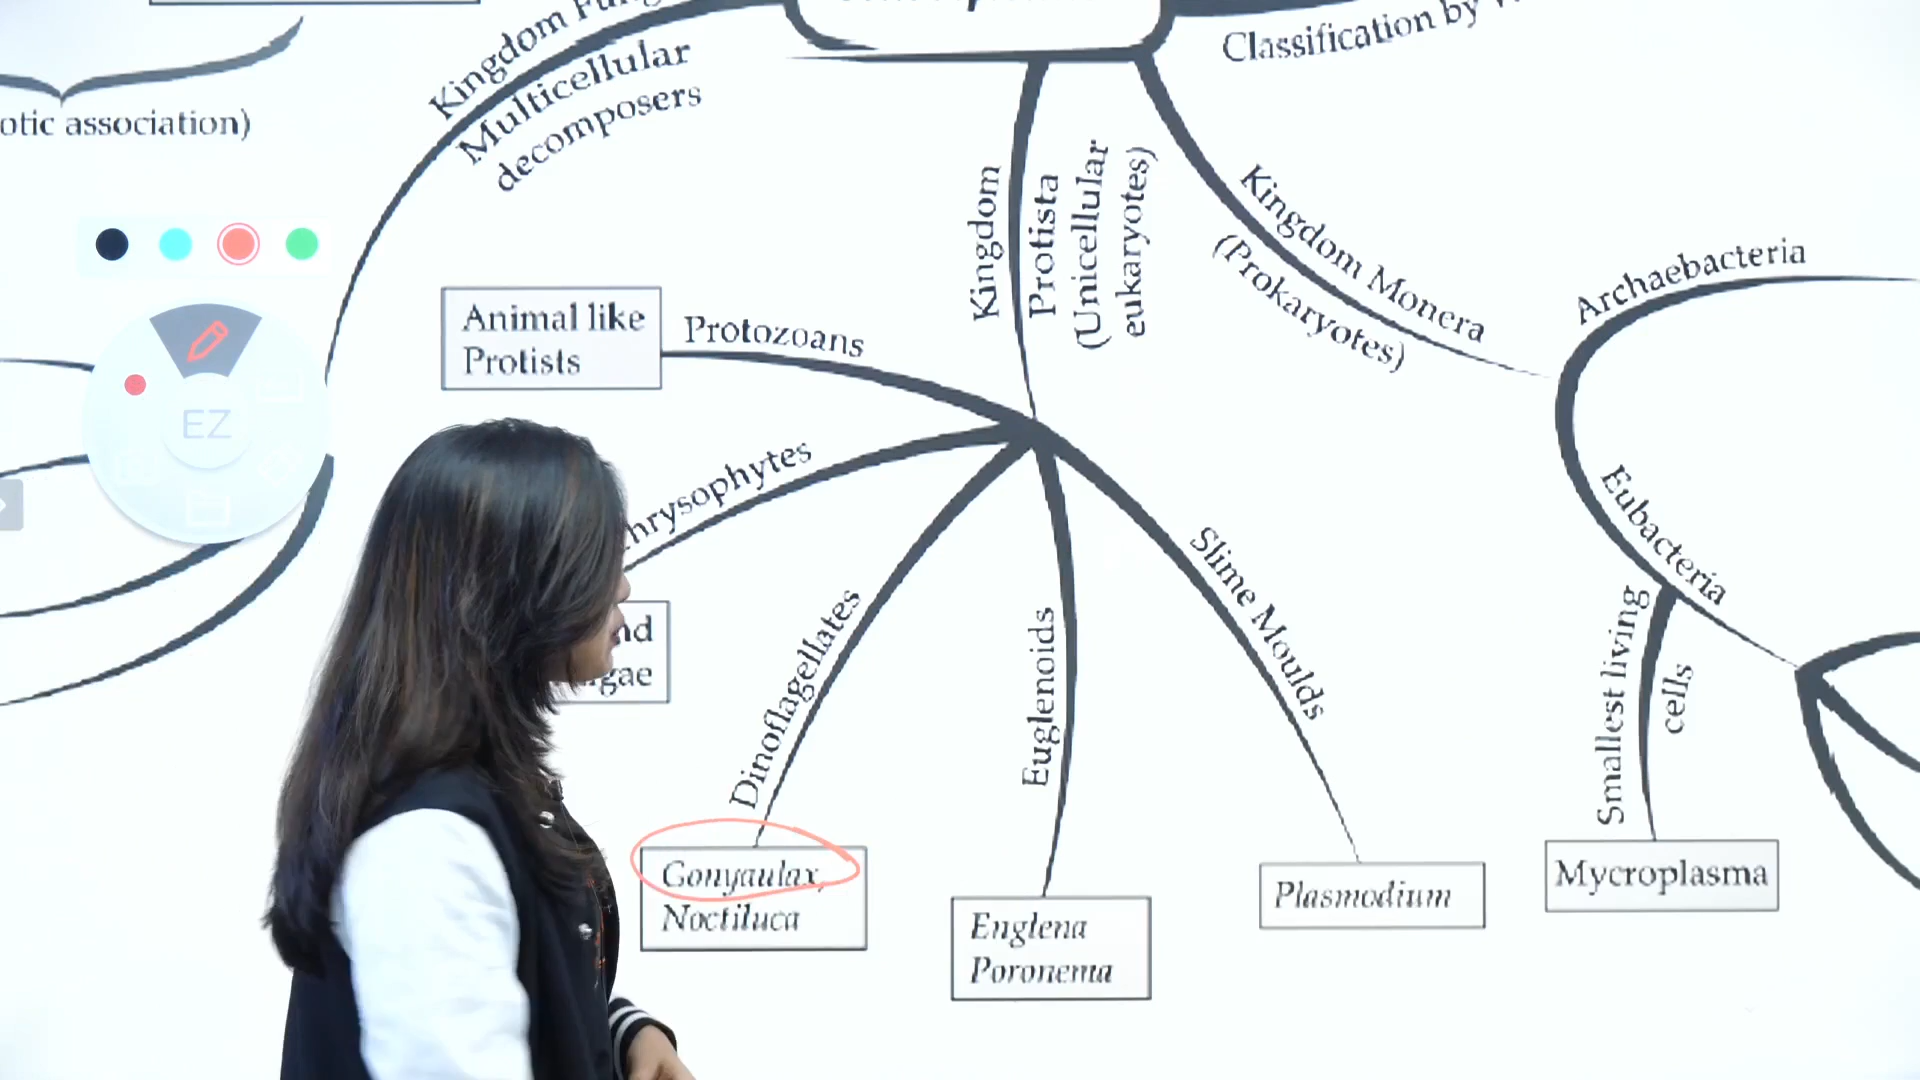 otic association)
Kingdom
Multicellular
decomposers
Classification by
Kingdom
Protista
(Unicellular
eukaryotes)
Kingdom Monera
(Prokaryotes)
Archaebacteria
Eubacteria
Smallest living
cells
Mycroplasma
Animal like
Protists
Protozoans
hrysophytes
nd
gae
Dinoflagellates
Gonyaulax,
Noctiluca
Euglenoids
Englena
Poronema
Slime Moulds
Plasmodium
EZ